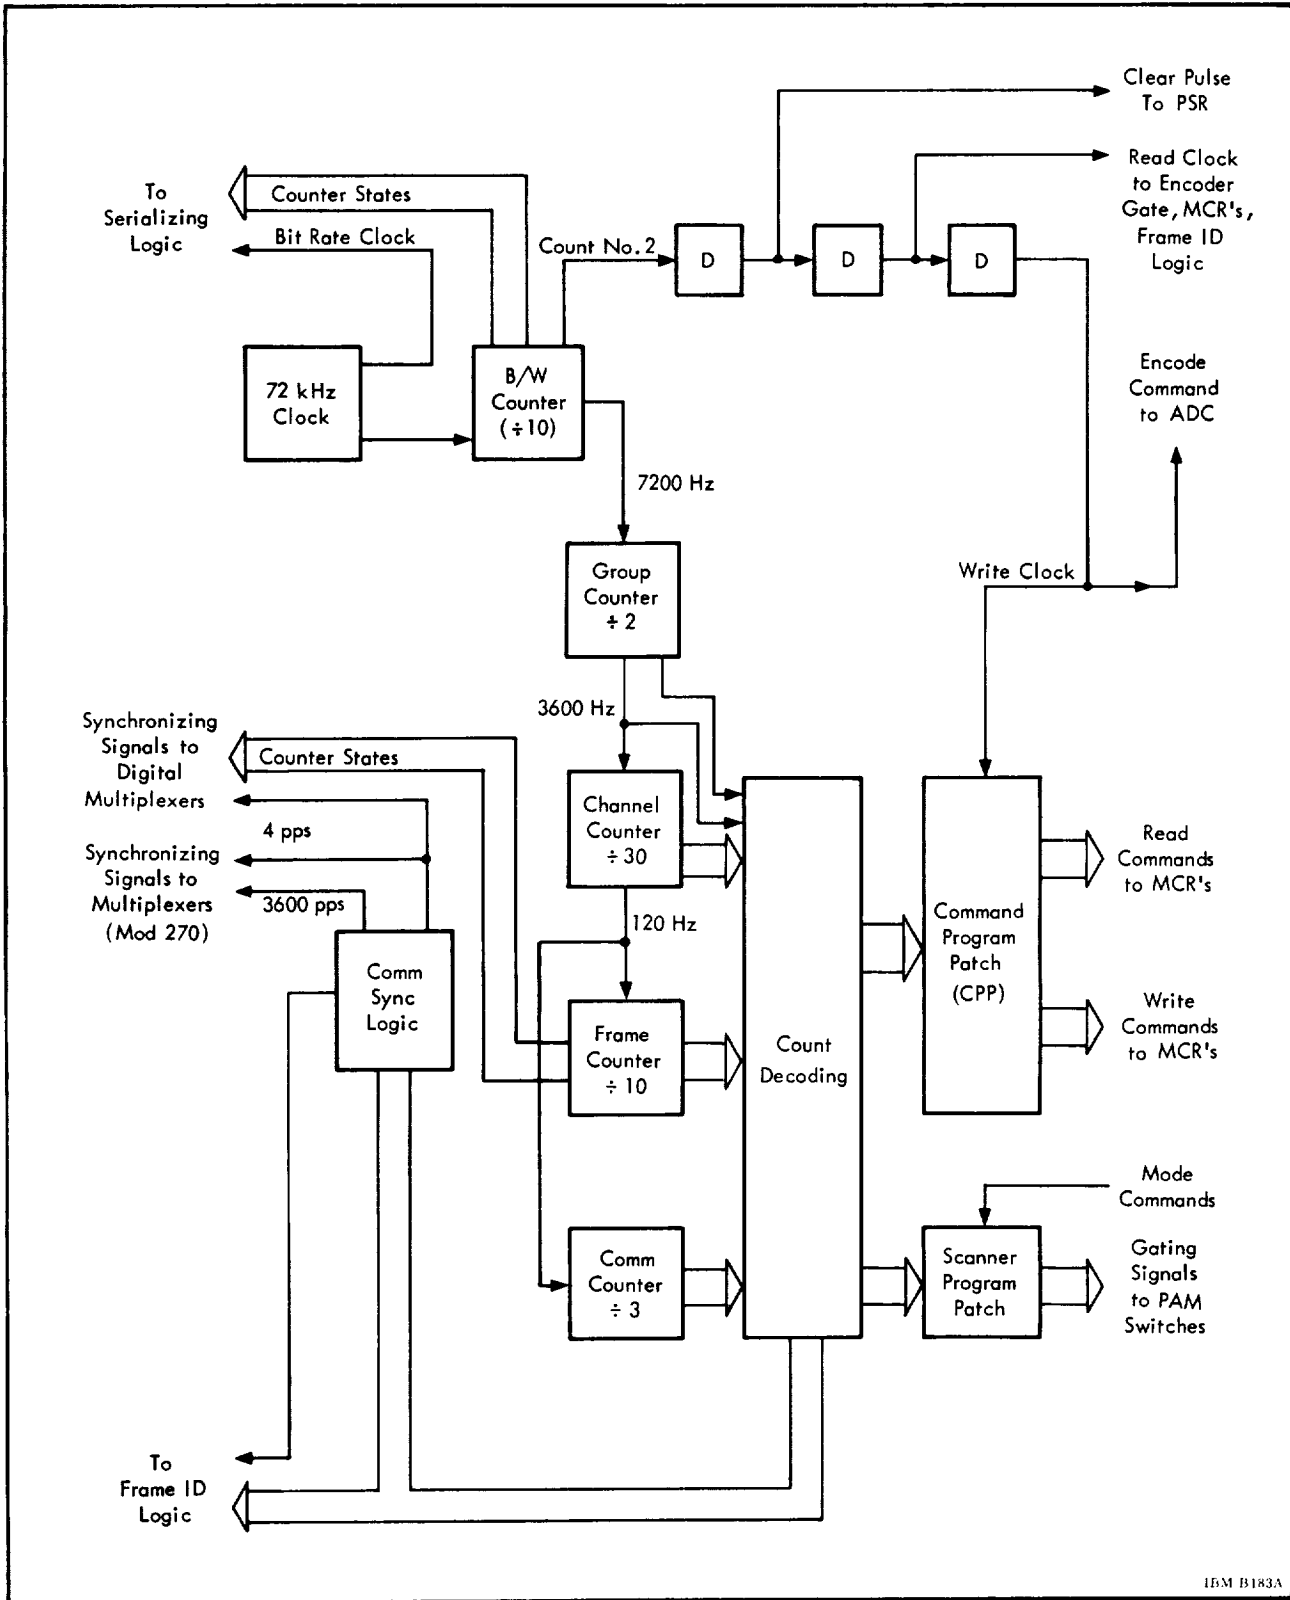 Clear Pulse
To PSR
Read Clock
to Encoder
Gate, MCR's,
Frame ID
Logic
To
Serializing
Logic
Counter States
Bit Rate Clock
Count No. 2
D
D
D
72 kHz
Clock
B/W
Counter
(÷10)
Encode
Command
to ADC
7200 Hz
Group
Counter
÷ 2
Write Clock
3600 Hz
Synchronizing
Signals to
Digital
Multiplexers
Counter States
4 pps
Synchronizing
Signals to
Multiplexers
(Mod 270)
3600 pps
Channel
Counter
÷ 30
120 Hz
Comm
Sync
Logic
Frame
Counter
÷ 10
Count
Decoding
Command
Program
Patch
(CPP)
Read
Commands
to MCR's
Write
Commands
to MCR's
Mode
Commands
Comm
Counter
÷ 3
Scanner
Program
Patch
Gating
Signals
to PAM
Switches
To
Frame ID
Logic
IBM B183A